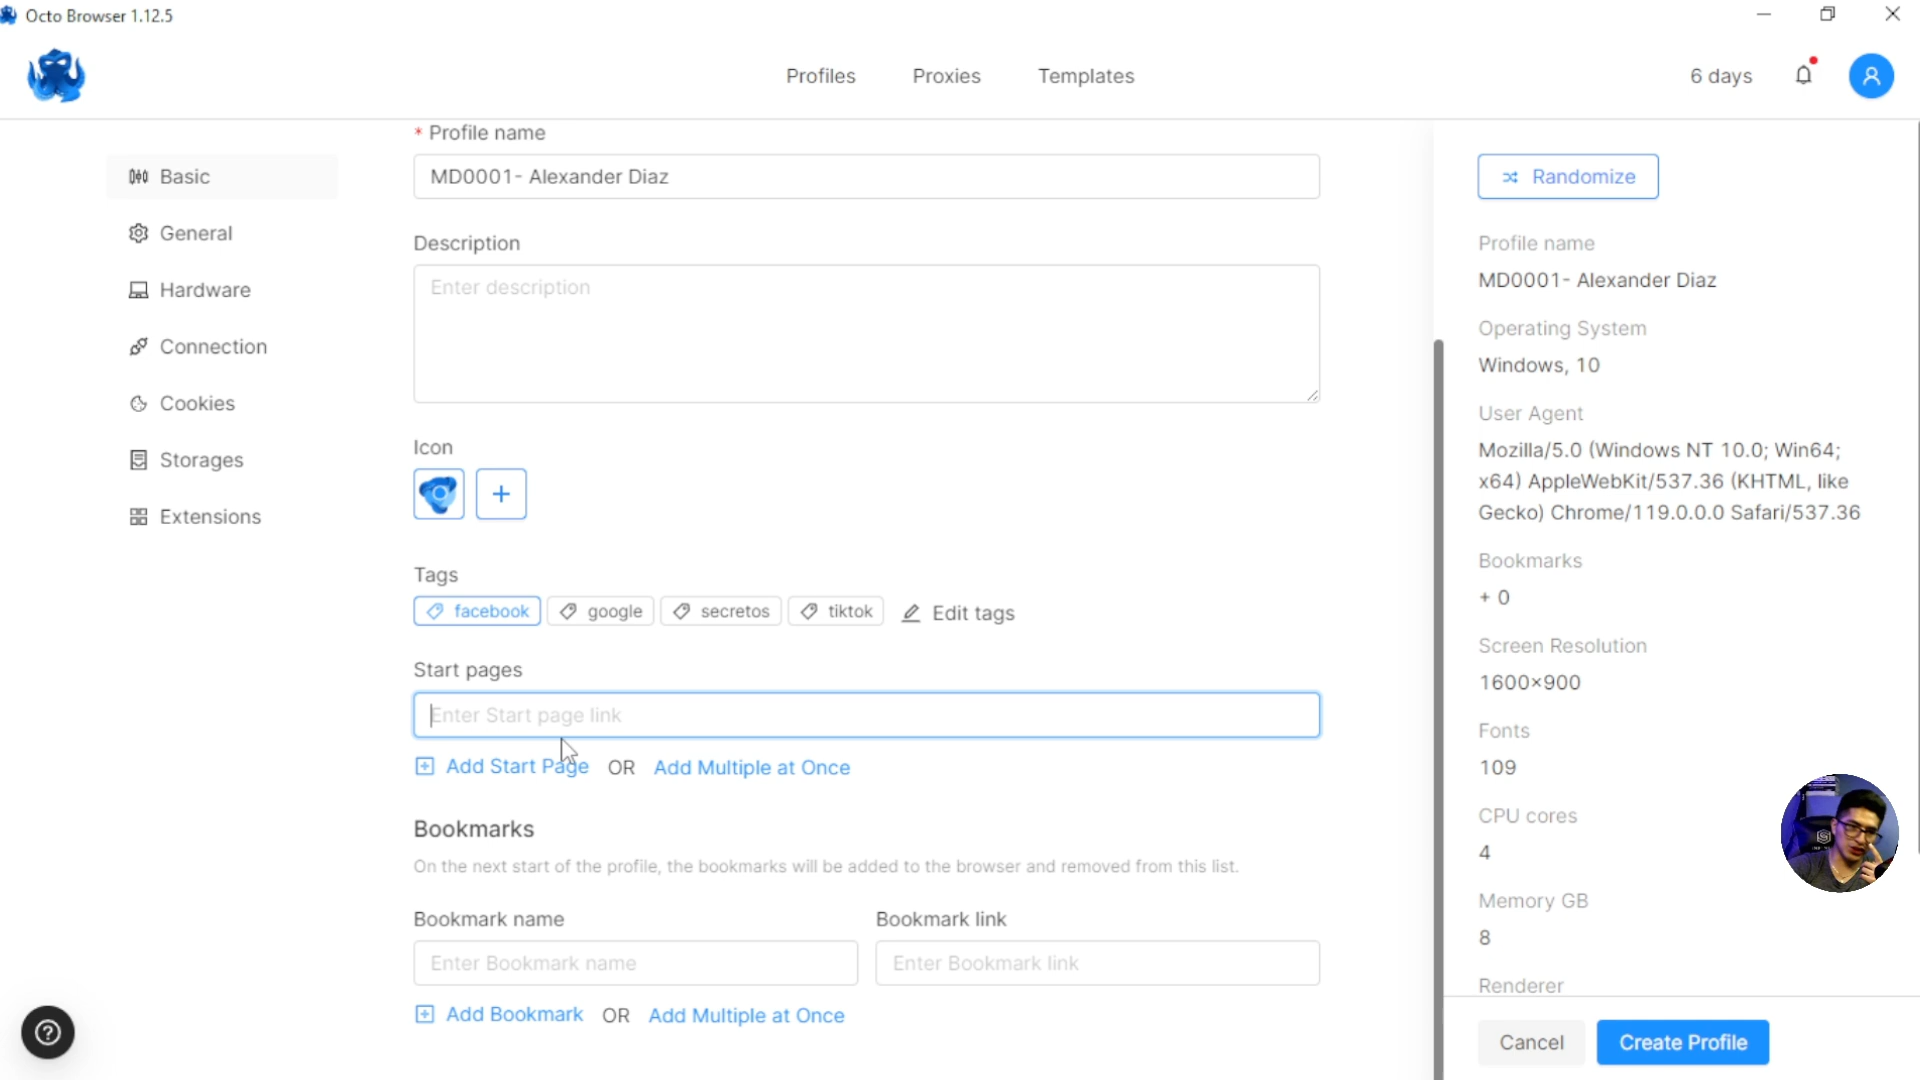 Octo Browser 1.12.5
Profiles
Proxies
Templates
6 days
Basic
General
Hardware
Connection
Cookies
Storages
Extensions
* Profile name
MD0001- Alexander Diaz
Description
Enter description
Icon
Tags
facebook
google
secretos
tiktok
Edit tags
Start pages
Enter Start page link
Add Start Page OR Add Multiple at Once
Bookmarks
On the next start of the profile, the bookmarks will be added to the browser and removed from this list.
Bookmark name
Bookmark link
Enter Bookmark name
Enter Bookmark link
Add Bookmark OR Add Multiple at Once
Randomize
Profile name
MD0001- Alexander Diaz
Operating System
Windows, 10
User Agent
Mozilla/5.0 (Windows NT 10.0; Win64;
x64) AppleWebKit/537.36 (KHTML, like
Gecko) Chrome/119.0.0.0 Safari/537.36
Bookmarks
+ 0
Screen Resolution
1600×900
Fonts
109
CPU cores
4
Memory GB
8
Renderer
Cancel
Create Profile